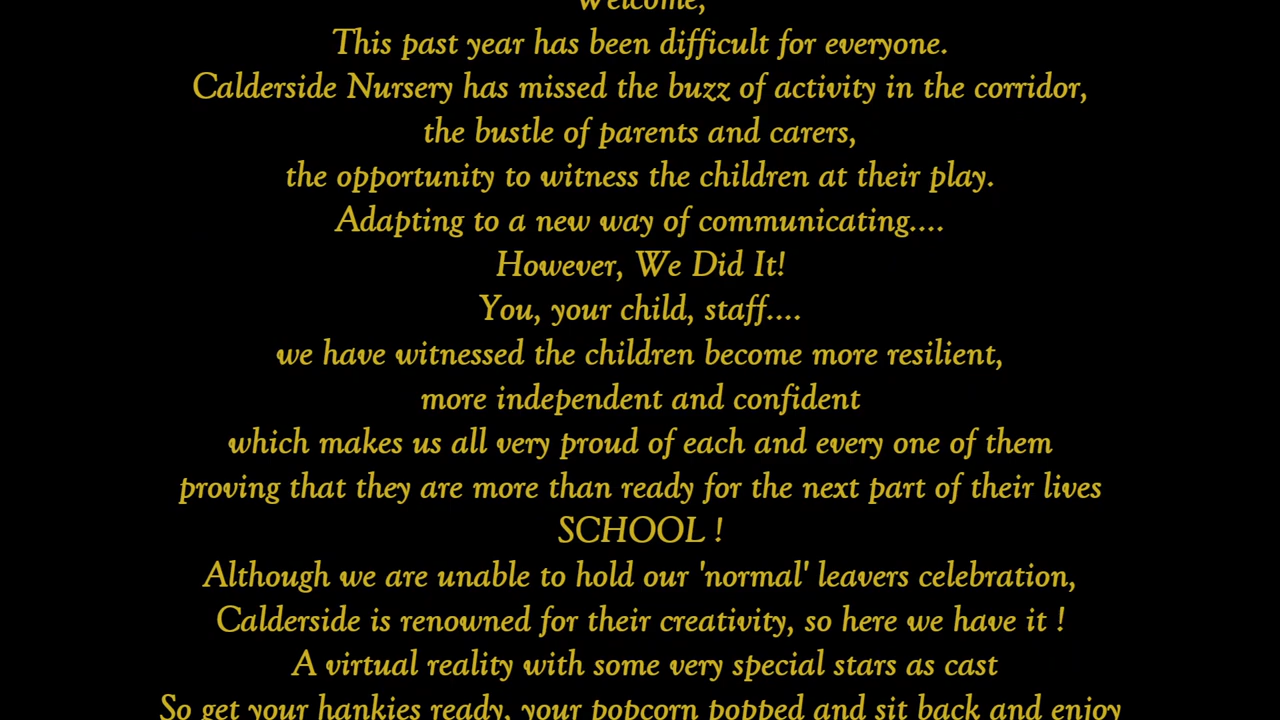 Welcome,
This past year has been difficult for everyone.
Calderside Nursery has missed the buzz of activity in the corridor,
the bustle of parents and carers,
the opportunity to witness the children at their play.
Adapting to a new way of communicating....
However, We Did It!
You, your child, staff....
we have witnessed the children become more resilient,
more independent and confident
which makes us all very proud of each and every one of them
proving that they are more than ready for the next part of their lives
SCHOOL !
Although we are unable to hold our 'normal' leavers celebration,
Calderside is renowned for their creativity, so here we have it !
A virtual reality with some very special stars as cast
So get your hankies ready, your popcorn popped and sit back and enjoy